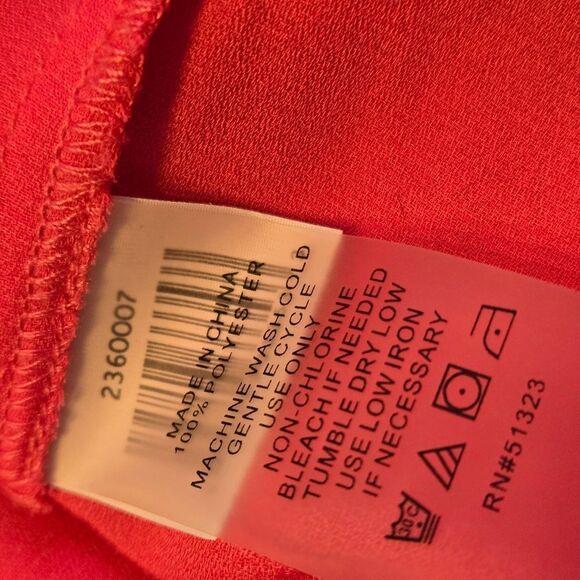 2360007
MADE IN CHINA
100% POLYESTER
MACHINE WASH COLD
GENTLE CYCLE
USE ONLY
NON-CHLORINE
BLEACH IF NEEDED
TUMBLE DRY LOW
USE LOW IRON
IF NECESSARY
30°C
RN#51323